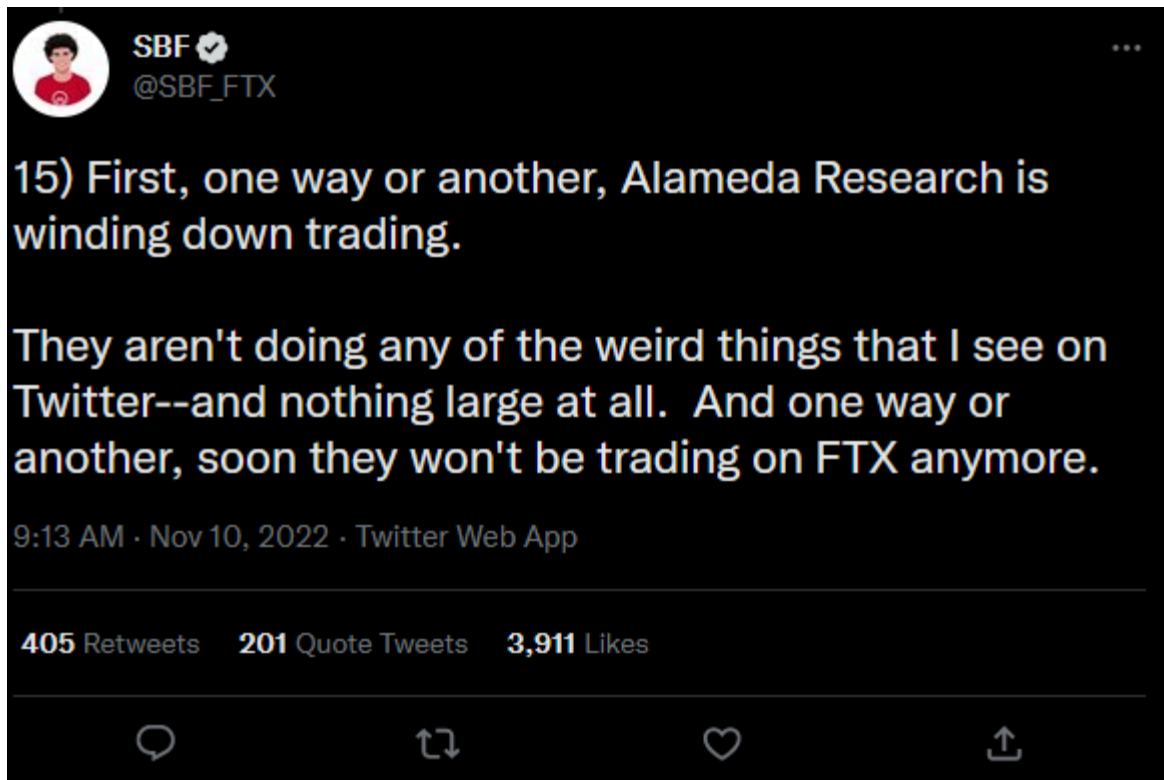 SBF
@SBF_FTX
15) First, one way or another, Alameda Research is
winding down trading.
They aren't doing any of the weird things that I see on
Twitter--and nothing large at all.  And one way or
another, soon they won't be trading on FTX anymore.
9:13 AM · Nov 10, 2022 · Twitter Web App
405 Retweets 201 Quote Tweets 3,911 Likes